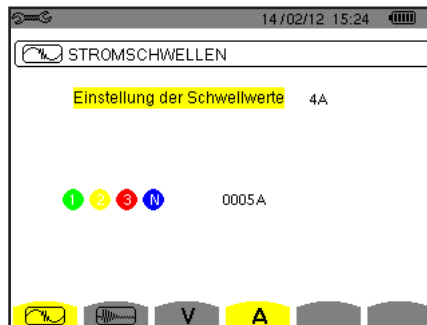 14/02/12 15:24
STROMSCHWELLEN
Einstellung der Schwellwerte 4A
1 2 3 N 0005A
V A